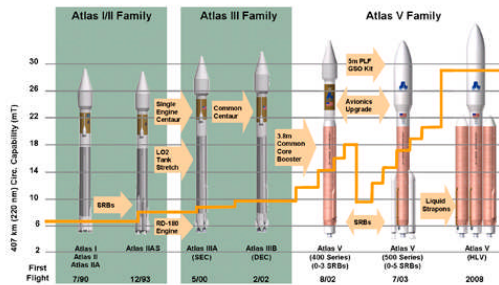 Atlas I/II Family
Atlas III Family
Atlas V Family
407 km (220 nm) Circ. Capability (mT)
34
30
26
22
18
14
10
6
2
5m PLF
GSO Kit
Single
Engine
Centaur
Common
Centaur
Avionics
Upgrade
LO2
Tank
Stretch
3.8m
Common
Core
Booster
SRBs
RD-180
Engine
SRBs
Liquid
Strapons
Atlas I
Atlas II
Atlas IIA
Atlas IIAS
Atlas IIIA
(SEC)
Atlas IIIB
(DEC)
Atlas V
(400 Series)
(0-3 SRBs)
Atlas V
(500 Series)
(0-5 SRBs)
Atlas V
(HLV)
First
Flight
7/90
12/93
5/00
2/02
8/02
7/03
2008